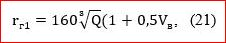 r_г1 = 160∛Q(1 + 0,5V_в, (21)